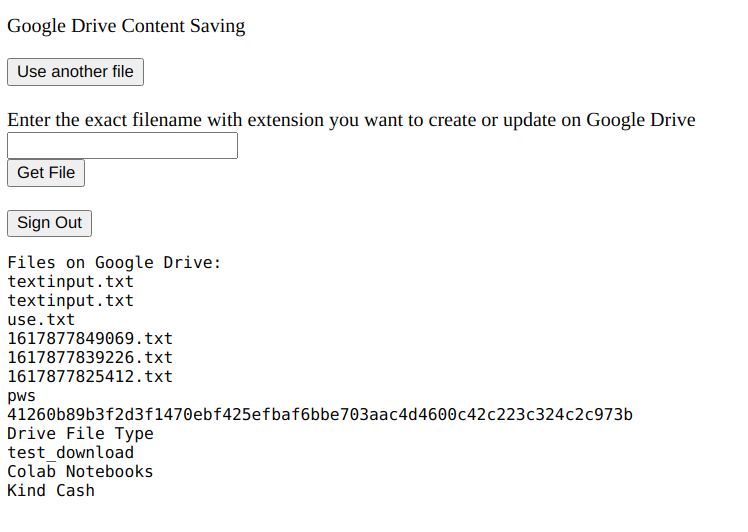 Google Drive Content Saving
Use another file
Enter the exact filename with extension you want to create or update on Google Drive
Get File
Sign Out
Files on Google Drive:
textinput.txt
textinput.txt
use.txt
1617877849069.txt
1617877839226.txt
1617877825412.txt
pws
41260b89b3f2d3f1470ebf425efbaf6bbe703aac4d4600c42c223c324c2c973b
Drive File Type
test_download
Colab Notebooks
Kind Cash